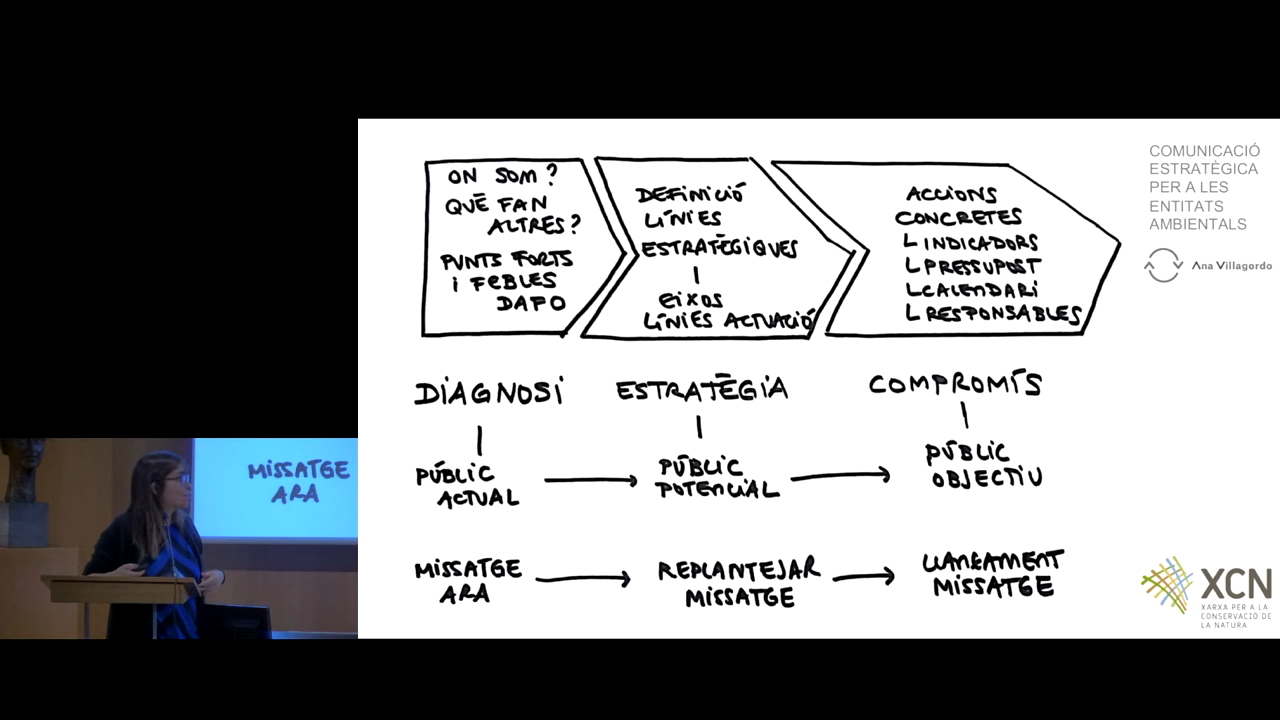 ON SOM?
QUÈ FAN
ALTRES?
PUNTS FORTS
I FEBLES
DAFO
DEFINICIÓ
LÍNIES
ESTRATÈGIQUES
EIXOS
LÍNIES ACTUACIÓ
ACCIONS
CONCRETES
INDICADORS
PRESSUPOST
CALENDARI
RESPONSABLES
COMUNICACIÓ
ESTRATÈGICA
PER A LES
ENTITATS
AMBIENTALS
Ana Villagordo
DIAGNOSI
ESTRATÈGIA
COMPROMÍS
PÚBLIC
ACTUAL
PÚBLIC
POTENCIAL
PÚBLIC
OBJECTIU
MISSATGE
ARA
REPLANTEJAR
MISSATGE
LLANÇAMENT
MISSATGE
MISSATGE
ARA
XCN
XARXA PER A LA
CONSERVACIÓ DE
LA NATURA